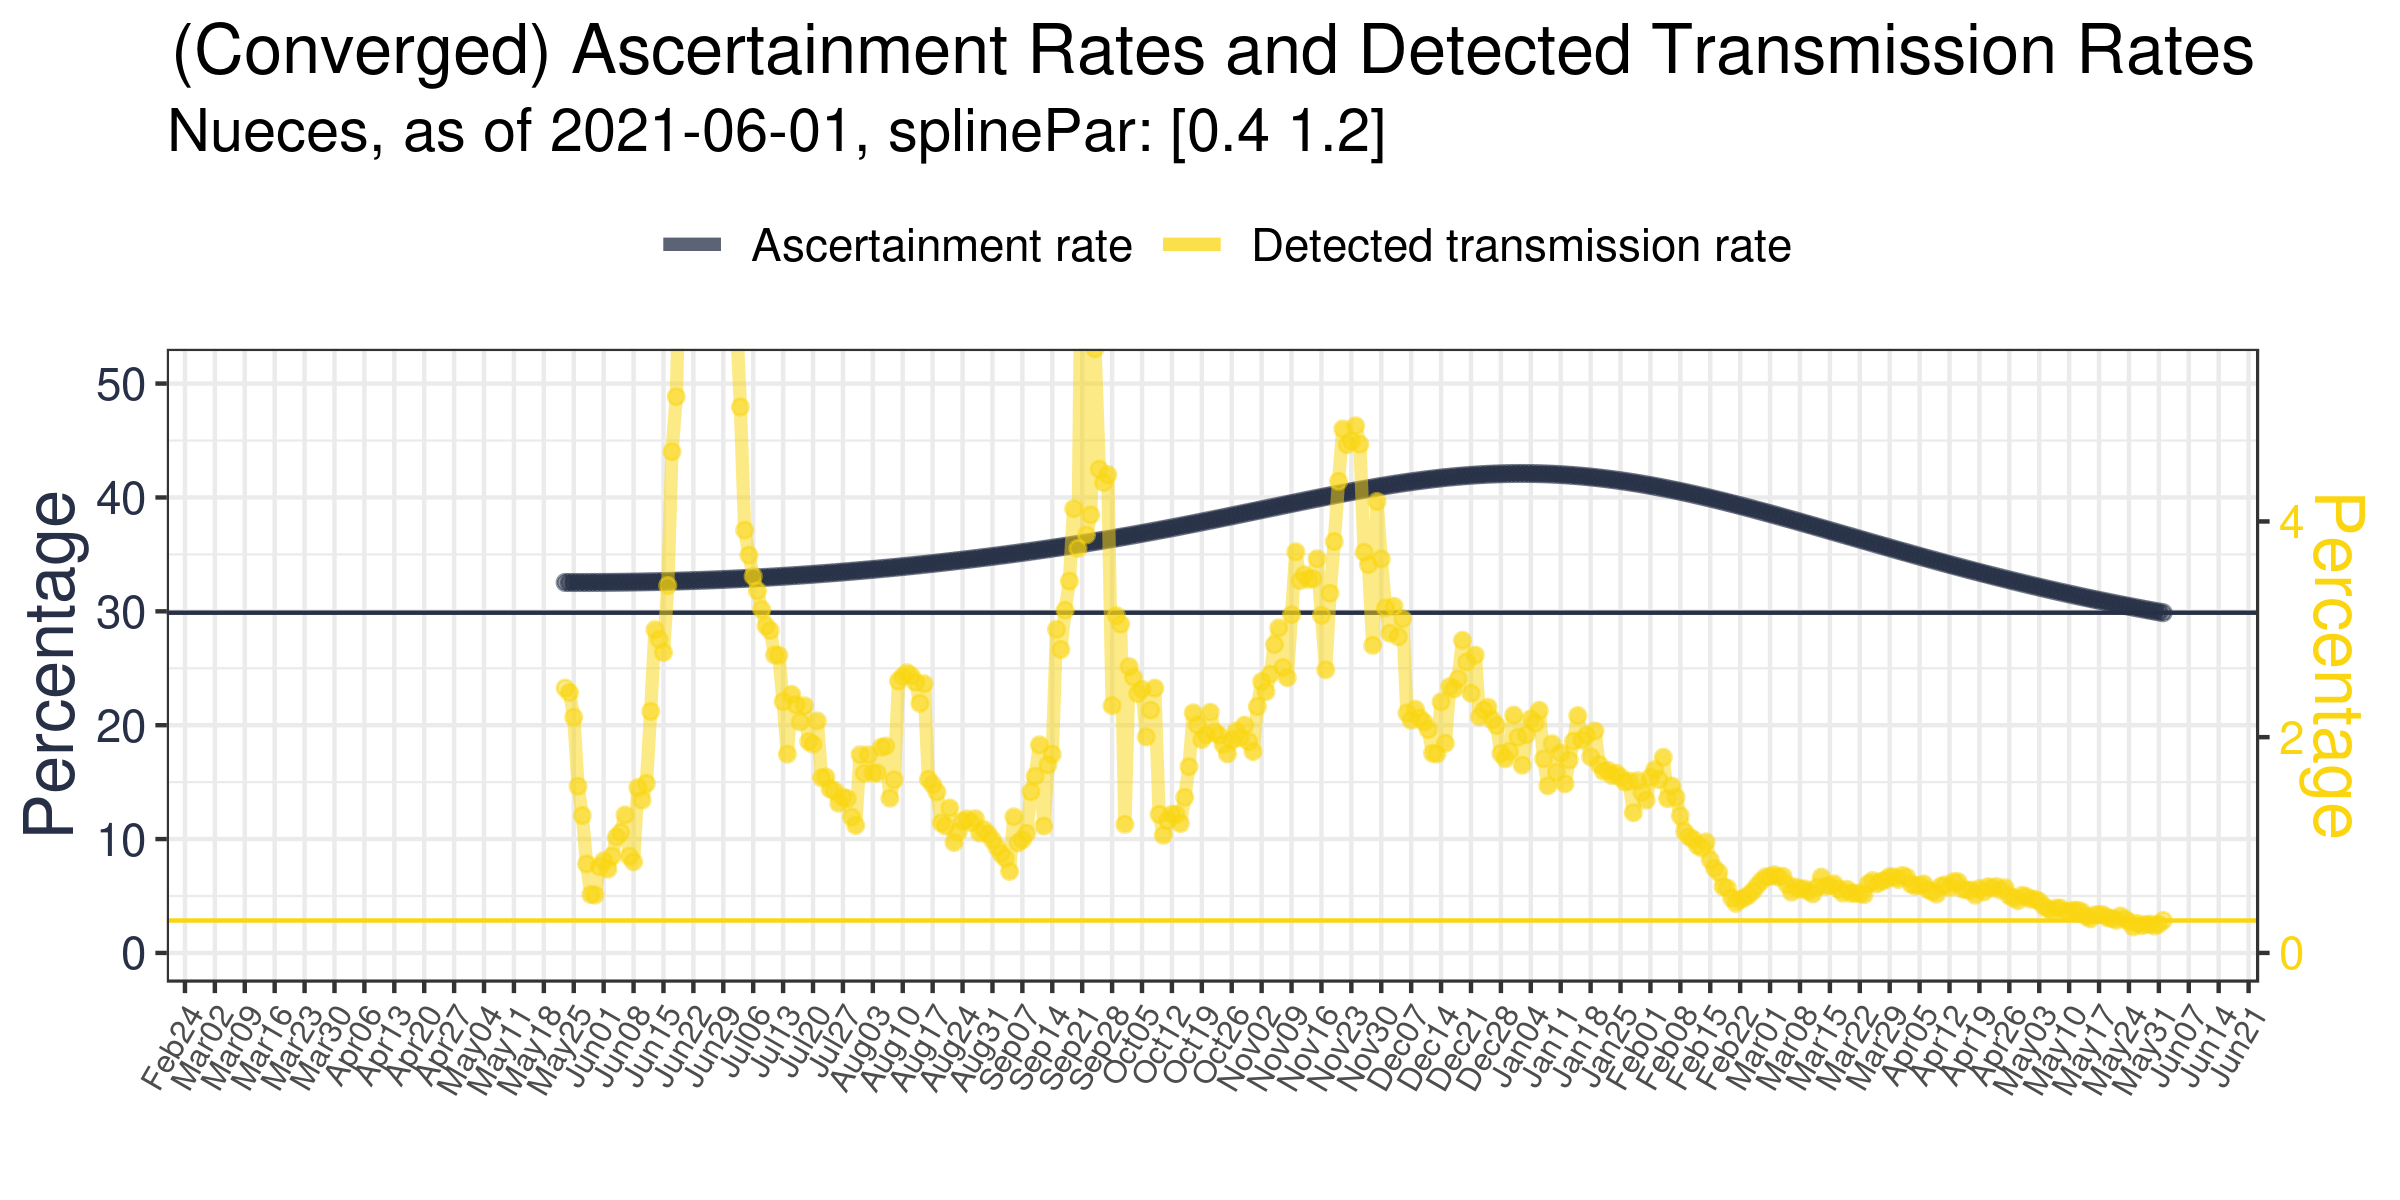 (Converged) Ascertainment Rates and Detected Transmission Rates
Nueces, as of 2021-06-01, splinePar: [0.4 1.2]
Ascertainment rate
Detected transmission rate
Percentage
50
40
30
20
10
0
Percentage
4
2
0
Feb24
Mar02
Mar09
Mar16
Mar23
Mar30
Apr06
Apr13
Apr20
Apr27
May04
May11
May18
May25
Jun01
Jun08
Jun15
Jun22
Jun29
Jul06
Jul13
Jul20
Jul27
Aug03
Aug10
Aug17
Aug24
Aug31
Sep07
Sep14
Sep21
Sep28
Oct05
Oct12
Oct19
Oct26
Nov02
Nov09
Nov16
Nov23
Nov30
Dec07
Dec14
Dec21
Dec28
Jan04
Jan11
Jan18
Jan25
Feb01
Feb08
Feb15
Feb22
Mar01
Mar08
Mar15
Mar22
Mar29
Apr05
Apr12
Apr19
Apr26
May03
May10
May17
May24
May31
Jun07
Jun14
Jun21